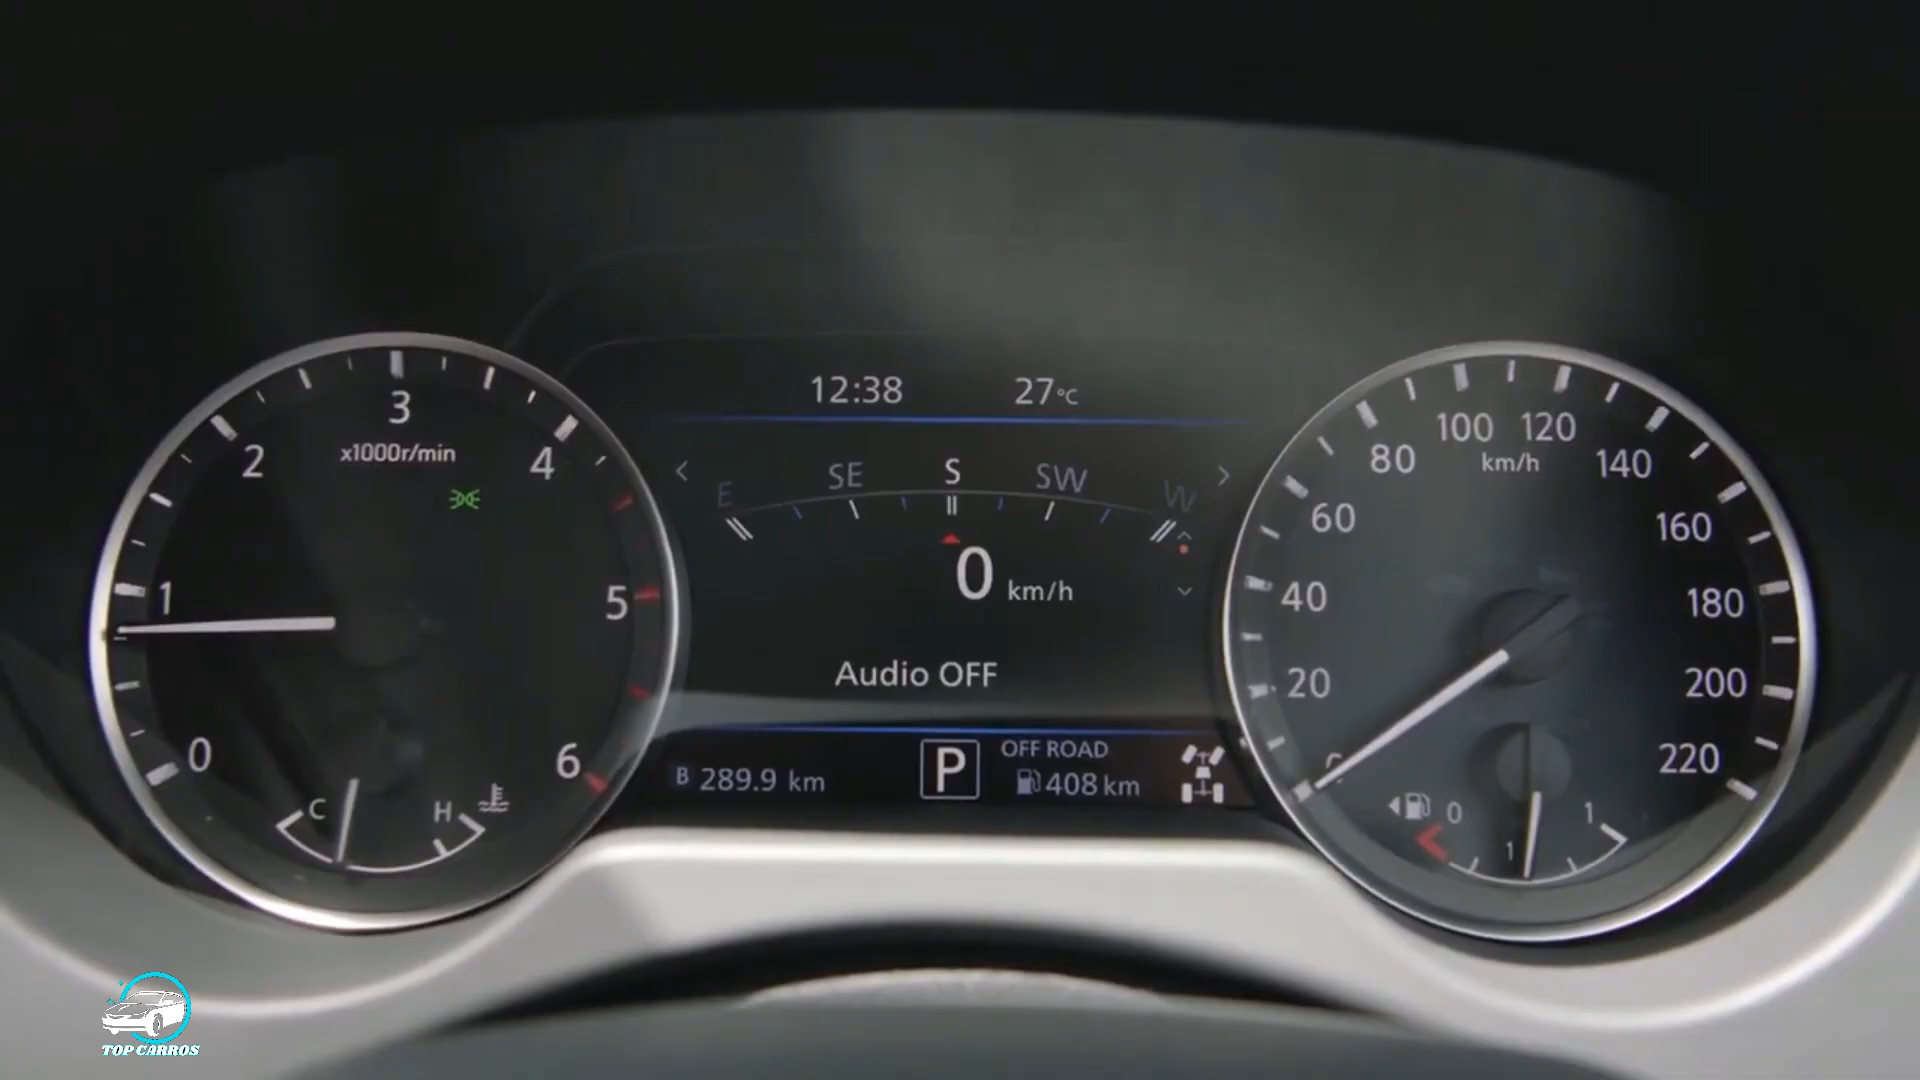 12:38 27°C
E SE S SW W
0 km/h
Audio OFF
B 289.9 km
P
OFF ROAD
408 km
0 1 2 3 4 5 6
x1000r/min
C H
0 20 40 60 80 100 120 140 160 180 200 220
km/h
0 1 1
TOP CARROS